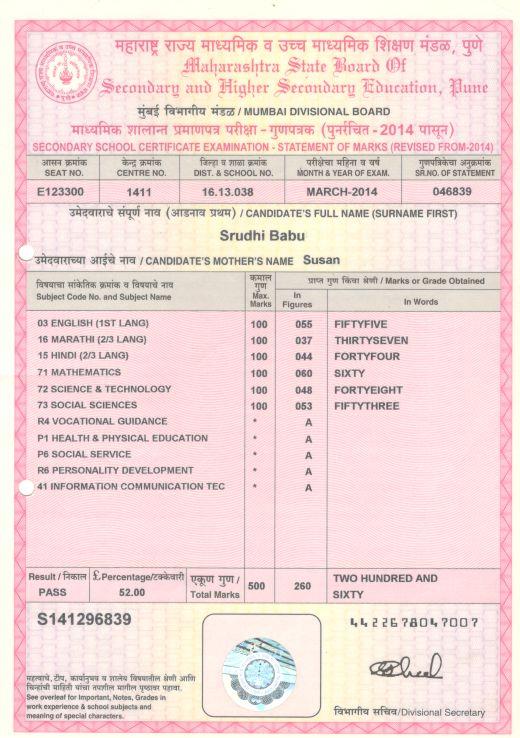 महाराष्ट्र राज्य माध्यमिक व उच्च माध्यमिक शिक्षण मंडळ, पुणे
Maharashtra State Board Of
Secondary and Higher Secondary Education, Pune
मुंबई विभागीय मंडळ / MUMBAI DIVISIONAL BOARD
माध्यमिक शालान्त प्रमाणपत्र परीक्षा - गुणपत्रक (पुनर्रचित - 2014 पासून)
SECONDARY SCHOOL CERTIFICATE EXAMINATION - STATEMENT OF MARKS (REVISED FROM-2014)
आसन क्रमांक केन्द्र क्रमांक जिल्हा व शाळा क्रमांक परीक्षेचा महिना व वर्ष गुणपत्रिकेचा अनुक्रमांक
SEAT NO. CENTRE NO. DIST. & SCHOOL NO. MONTH & YEAR OF EXAM. SR.NO. OF STATEMENT
E123300 1411 16.13.038 MARCH-2014 046839
उमेदवाराचे संपूर्ण नाव (आडनाव प्रथम) / CANDIDATE'S FULL NAME (SURNAME FIRST)
Srudhi Babu
उमेदवाराच्या आईचे नाव / CANDIDATE'S MOTHER'S NAME Susan
विषयाचा सांकेतिक क्रमांक व विषयाचे नाव
Subject Code No. and Subject Name
कमाल
गुण
Max.
Marks
प्राप्त गुण किंवा श्रेणी / Marks or Grade Obtained
In
Figures
In Words
03 ENGLISH (1ST LANG) 100 055 FIFTYFIVE
16 MARATHI (2/3 LANG) 100 037 THIRTYSEVEN
15 HINDI (2/3 LANG) 100 044 FORTYFOUR
71 MATHEMATICS 100 060 SIXTY
72 SCIENCE & TECHNOLOGY 100 048 FORTYEIGHT
73 SOCIAL SCIENCES 100 053 FIFTYTHREE
R4 VOCATIONAL GUIDANCE * A
P1 HEALTH & PHYSICAL EDUCATION * A
P6 SOCIAL SERVICE * A
R6 PERSONALITY DEVELOPMENT * A
41 INFORMATION COMMUNICATION TEC * A
Result / निकाल
PASS
£ Percentage/टक्केवारी
52.00
एकूण गुण /
Total Marks
500 260 TWO HUNDRED AND
SIXTY
S141296839
4422678047007
महत्वाचे, टीप, कार्यानुभव व शालेय विषयातील श्रेणी आणि
चिन्हांची माहिती यांचा तपशील मागील पृष्ठावर पहावा.
See overleaf for Important, Notes, Grades in
work experience & school subjects and
meaning of special characters.
विभागीय सचिव/Divisional Secretary